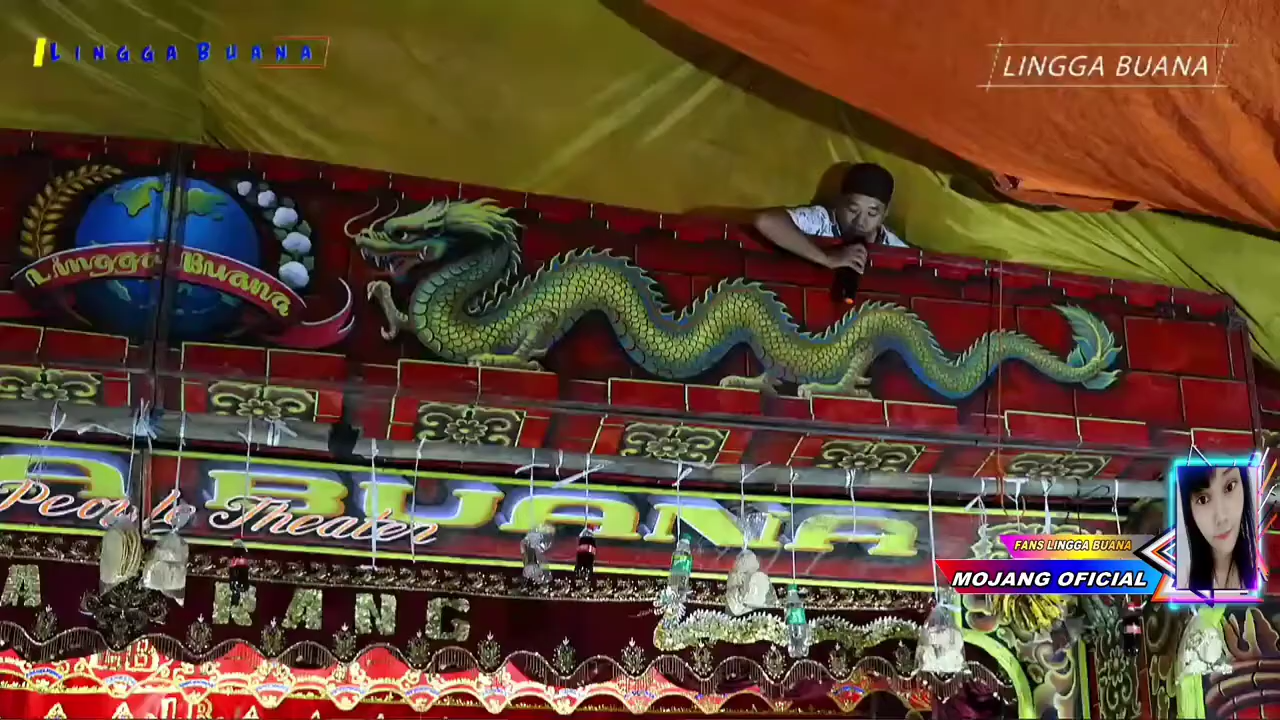 LINGGA BUANA
LINGGA BUANA
Lingga Buana
A BUANA
People Theater
FANS LINGGA BUANA
MOJANG OFICIAL